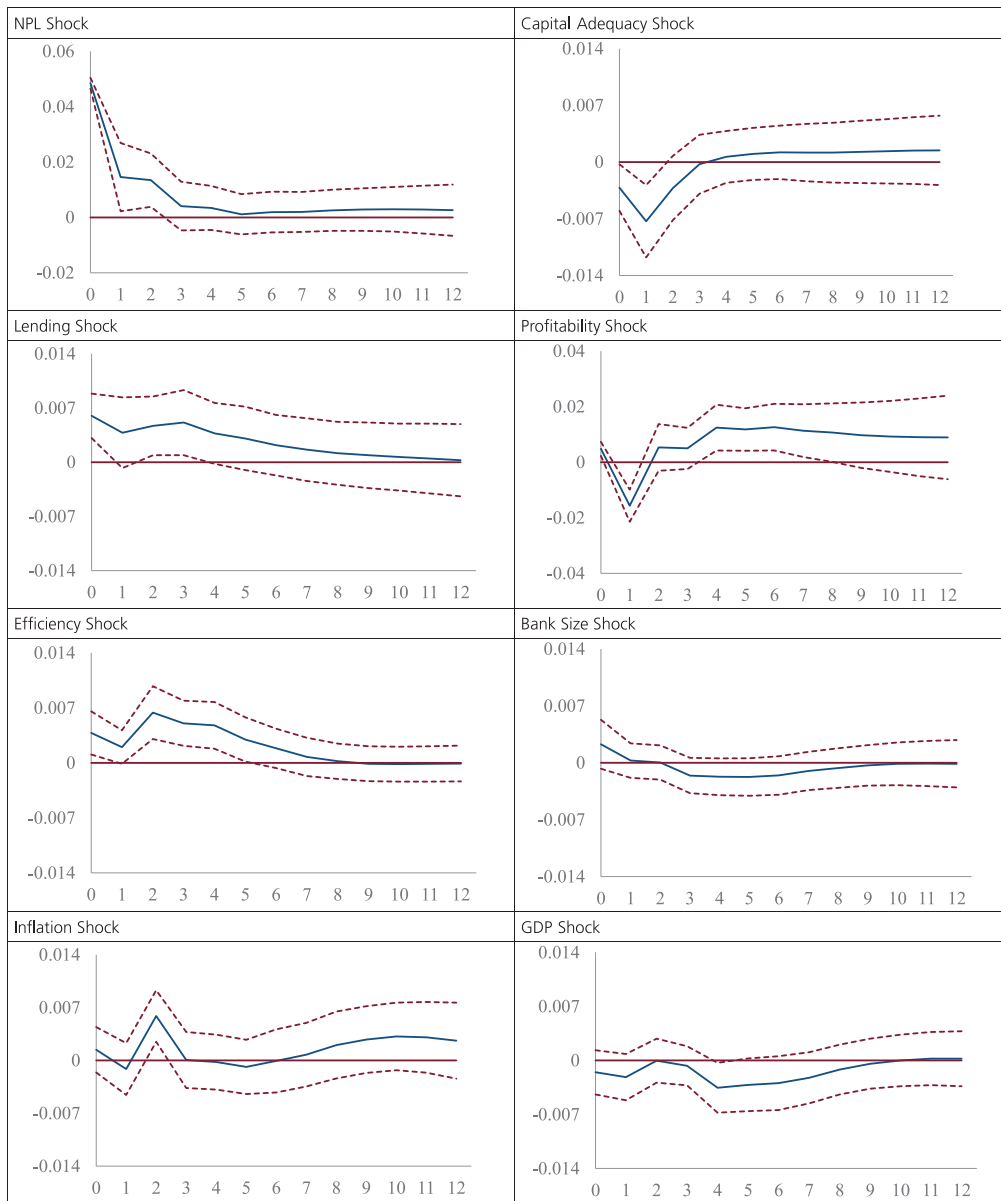 NPL Shock
0.06
0.04
0.02
0
-0.02
0 1 2 3 4 5 6 7 8 9 10 11 12
Capital Adequacy Shock
0.014
0.007
0
-0.007
-0.014
0 1 2 3 4 5 6 7 8 9 10 11 12
Lending Shock
0.014
0.007
0
-0.007
-0.014
0 1 2 3 4 5 6 7 8 9 10 11 12
Profitability Shock
0.04
0.02
0
-0.02
-0.04
0 1 2 3 4 5 6 7 8 9 10 11 12
Efficiency Shock
0.014
0.007
0
-0.007
-0.014
0 1 2 3 4 5 6 7 8 9 10 11 12
Bank Size Shock
0.014
0.007
0
-0.007
-0.014
0 1 2 3 4 5 6 7 8 9 10 11 12
Inflation Shock
0.014
0.007
0
-0.007
-0.014
0 1 2 3 4 5 6 7 8 9 10 11 12
GDP Shock
0.014
0.007
0
-0.007
-0.014
0 1 2 3 4 5 6 7 8 9 10 11 12